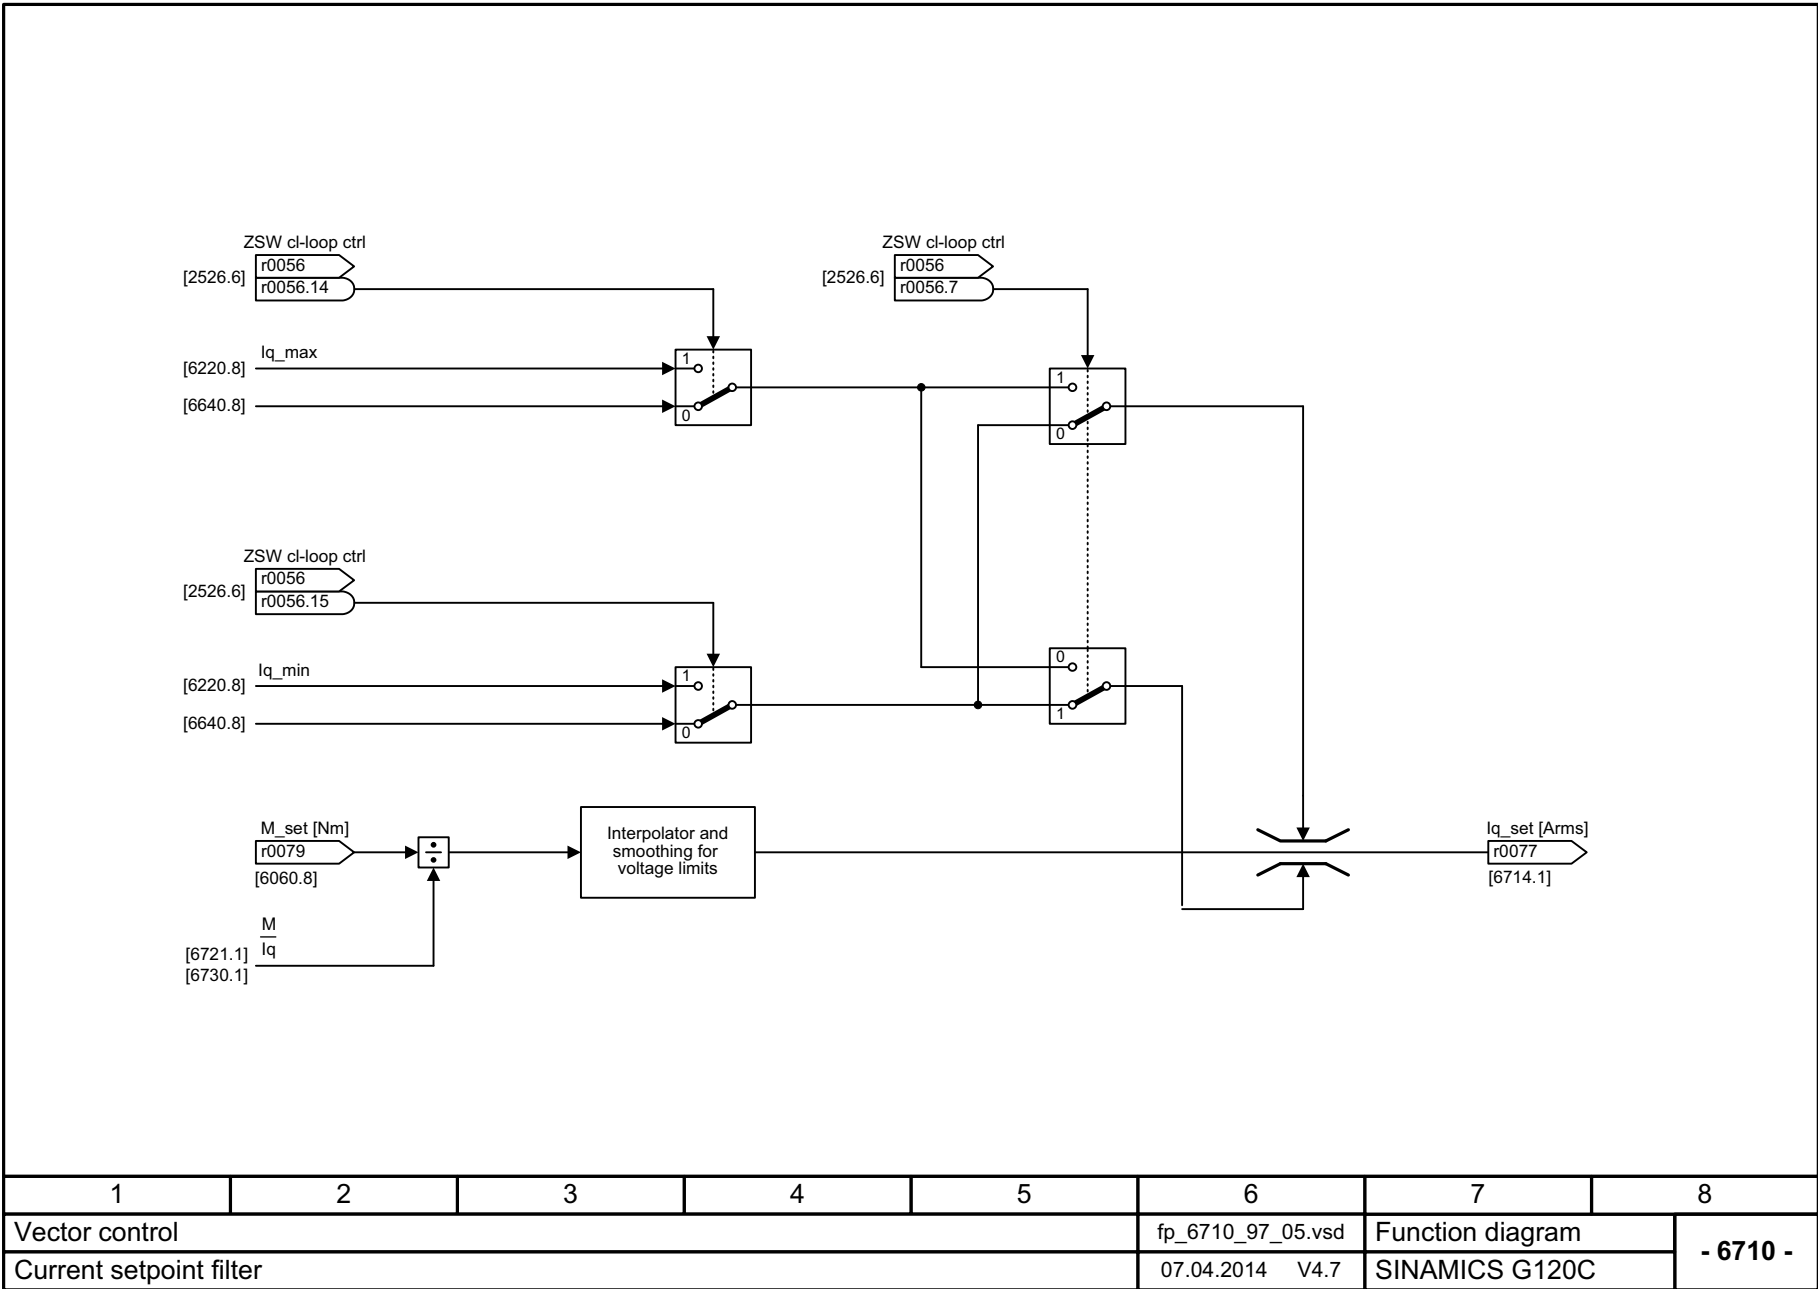 ZSW cl-loop ctrl
[2526.6]
r0056
r0056.14
ZSW cl-loop ctrl
[2526.6]
r0056
r0056.7
Iq_max
[6220.8]
[6640.8]
1
0
1
0
ZSW cl-loop ctrl
[2526.6]
r0056
r0056.15
Iq_min
[6220.8]
[6640.8]
1
0
0
1
M_set [Nm]
r0079
[6060.8]
÷
Interpolator and
smoothing for
voltage limits
Iq_set [Arms]
r0077
[6714.1]
M
Iq
[6721.1]
[6730.1]
1 2 3 4 5 6 7 8
Vector control
fp_6710_97_05.vsd
Function diagram
- 6710 -
Current setpoint filter
07.04.2014 V4.7
SINAMICS G120C